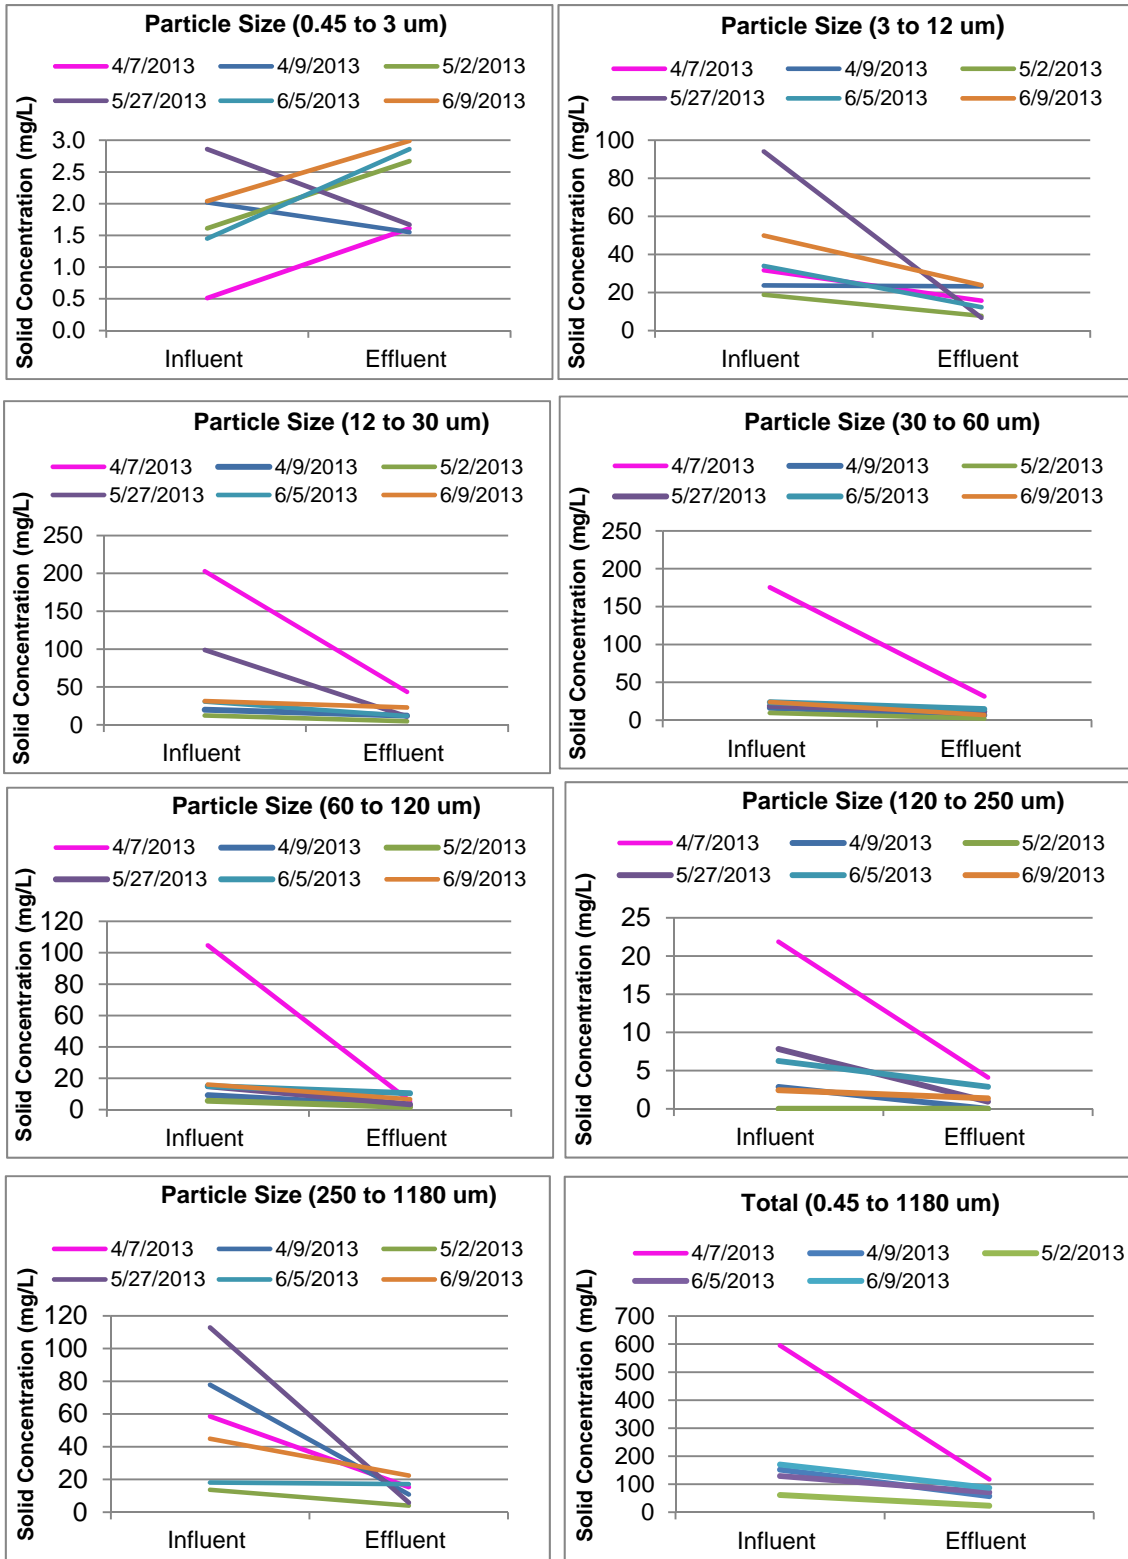 Particle Size (0.45 to 3 um)
4/7/2013 4/9/2013 5/2/2013
5/27/2013 6/5/2013 6/9/2013
Solid Concentration (mg/L)
3.0
2.5
2.0
1.5
1.0
0.5
0.0
Influent Effluent
Particle Size (3 to 12 um)
4/7/2013 4/9/2013 5/2/2013
5/27/2013 6/5/2013 6/9/2013
Solid Concentration (mg/L)
100
80
60
40
20
0
Influent Effluent
Particle Size (12 to 30 um)
4/7/2013 4/9/2013 5/2/2013
5/27/2013 6/5/2013 6/9/2013
Solid Concentration (mg/L)
250
200
150
100
50
0
Influent Effluent
Particle Size (30 to 60 um)
4/7/2013 4/9/2013 5/2/2013
5/27/2013 6/5/2013 6/9/2013
Solid Concentration (mg/L)
250
200
150
100
50
0
Influent Effluent
Particle Size (60 to 120 um)
4/7/2013 4/9/2013 5/2/2013
5/27/2013 6/5/2013 6/9/2013
Solid Concentration (mg/L)
120
100
80
60
40
20
0
Influent Effluent
Particle Size (120 to 250 um)
4/7/2013 4/9/2013 5/2/2013
5/27/2013 6/5/2013 6/9/2013
Solid Concentration (mg/L)
25
20
15
10
5
0
Influent Effluent
Particle Size (250 to 1180 um)
4/7/2013 4/9/2013 5/2/2013
5/27/2013 6/5/2013 6/9/2013
Solid Concentration (mg/L)
120
100
80
60
40
20
0
Influent Effluent
Total (0.45 to 1180 um)
4/7/2013 4/9/2013 5/2/2013
6/5/2013 6/9/2013
Solid Concentration (mg/L)
700
600
500
400
300
200
100
0
Influent Effluent